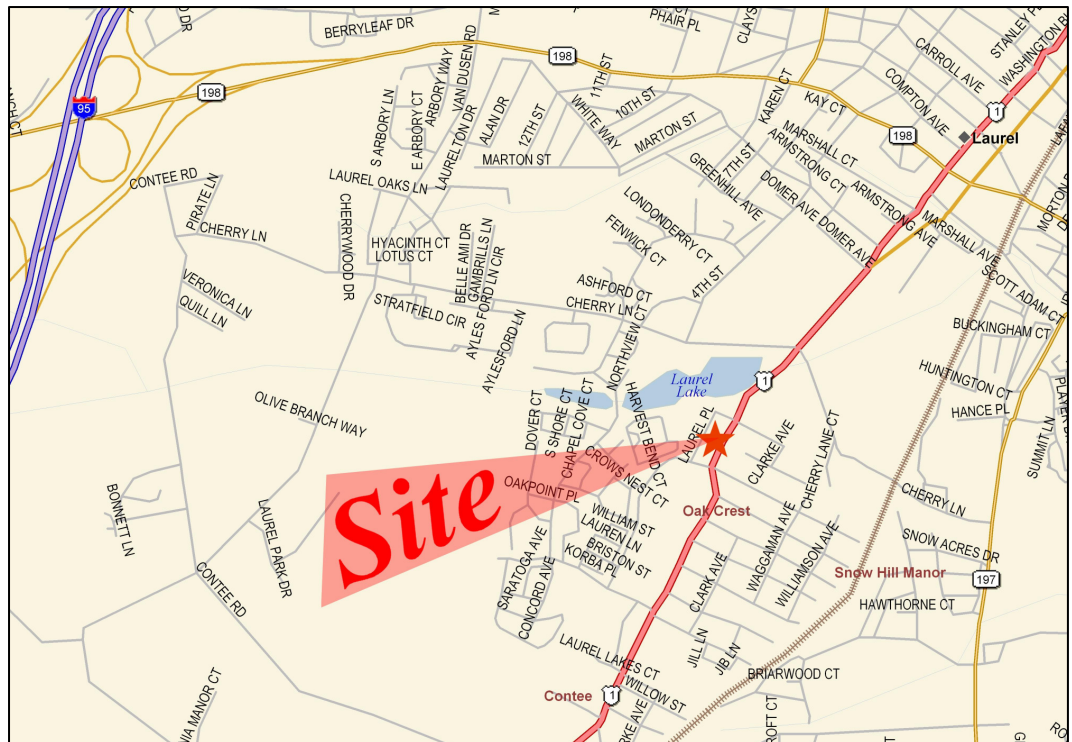 BERRYLEAF DR
PHAIR PL
STANLEY PL
WASHINGTON
CARROLL AVE
COMPTON AVE
198
198
95
1
Laurel
198
KAREN CT
KAY CT
MARSHALL CT
ARMSTRONG CT
ARMSTRONG AVE
MARSHALL AVE
SCOTT ADAM CT
11TH ST
10TH ST
WHITE WAY
MARTON ST
12TH ST
ALAN DR
VAN DUSEN RD
LAURELTON DR
ARBORY WAY
E ARBORY CT
S ARBORY LN
MARTON ST
7TH ST
GREENHILL AVE
DOMER AVE
DOMER AVE
LAUREL OAKS LN
CONTEE RD
PIRATE LN
CHERRY LN
CHERRYWOOD DR
HYACINTH CT
LOTUS CT
BELLE AMI DR
GAMBRILLS LN
AYLES FORD LN CIR
LONDONDERRY CT
FENWICK CT
ASHFORD CT
4TH ST
CHERRY LN
NORTHVIEW CT
VERONICA LN
QUILL LN
STRATFIELD CIR
AYLESFORD LN
BUCKINGHAM CT
HUNTINGTON CT
HANCE PL
SUMMIT LN
Laurel
Lake
1
OLIVE BRANCH WAY
DOVER CT
S SHORE CT
CHAPEL COVE CT
HARVEST BEND CT
LAUREL PL
CLARKE AVE
CHERRY LANE CT
CROWS NEST CT
Site
OAKPOINT PL
Oak Crest
CHERRY LN
BONNETT LN
LAUREL PARK DR
WILLIAM ST
LAUREN LN
BRISTON ST
KORBA PL
SARATOGA AVE
CONCORD AVE
CLARK AVE
WAGGAMAN AVE
WILLIAMSON AVE
SNOW ACRES DR
Snow Hill Manor
197
HAWTHORNE CT
CONTEE RD
JILL LN
JIB LN
LAUREL LAKES CT
BRIARWOOD CT
Contee
1
WILLOW ST
NIA MANOR CT
RKE AVE
ROFT CT